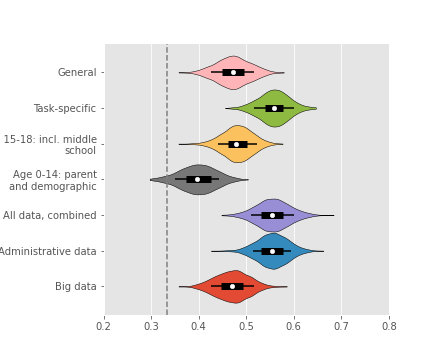 General
Task-specific
15-18: incl. middle
school
Age 0-14: parent
and demographic
All data, combined
Administrative data
Big data
0.2 0.3 0.4 0.5 0.6 0.7 0.8